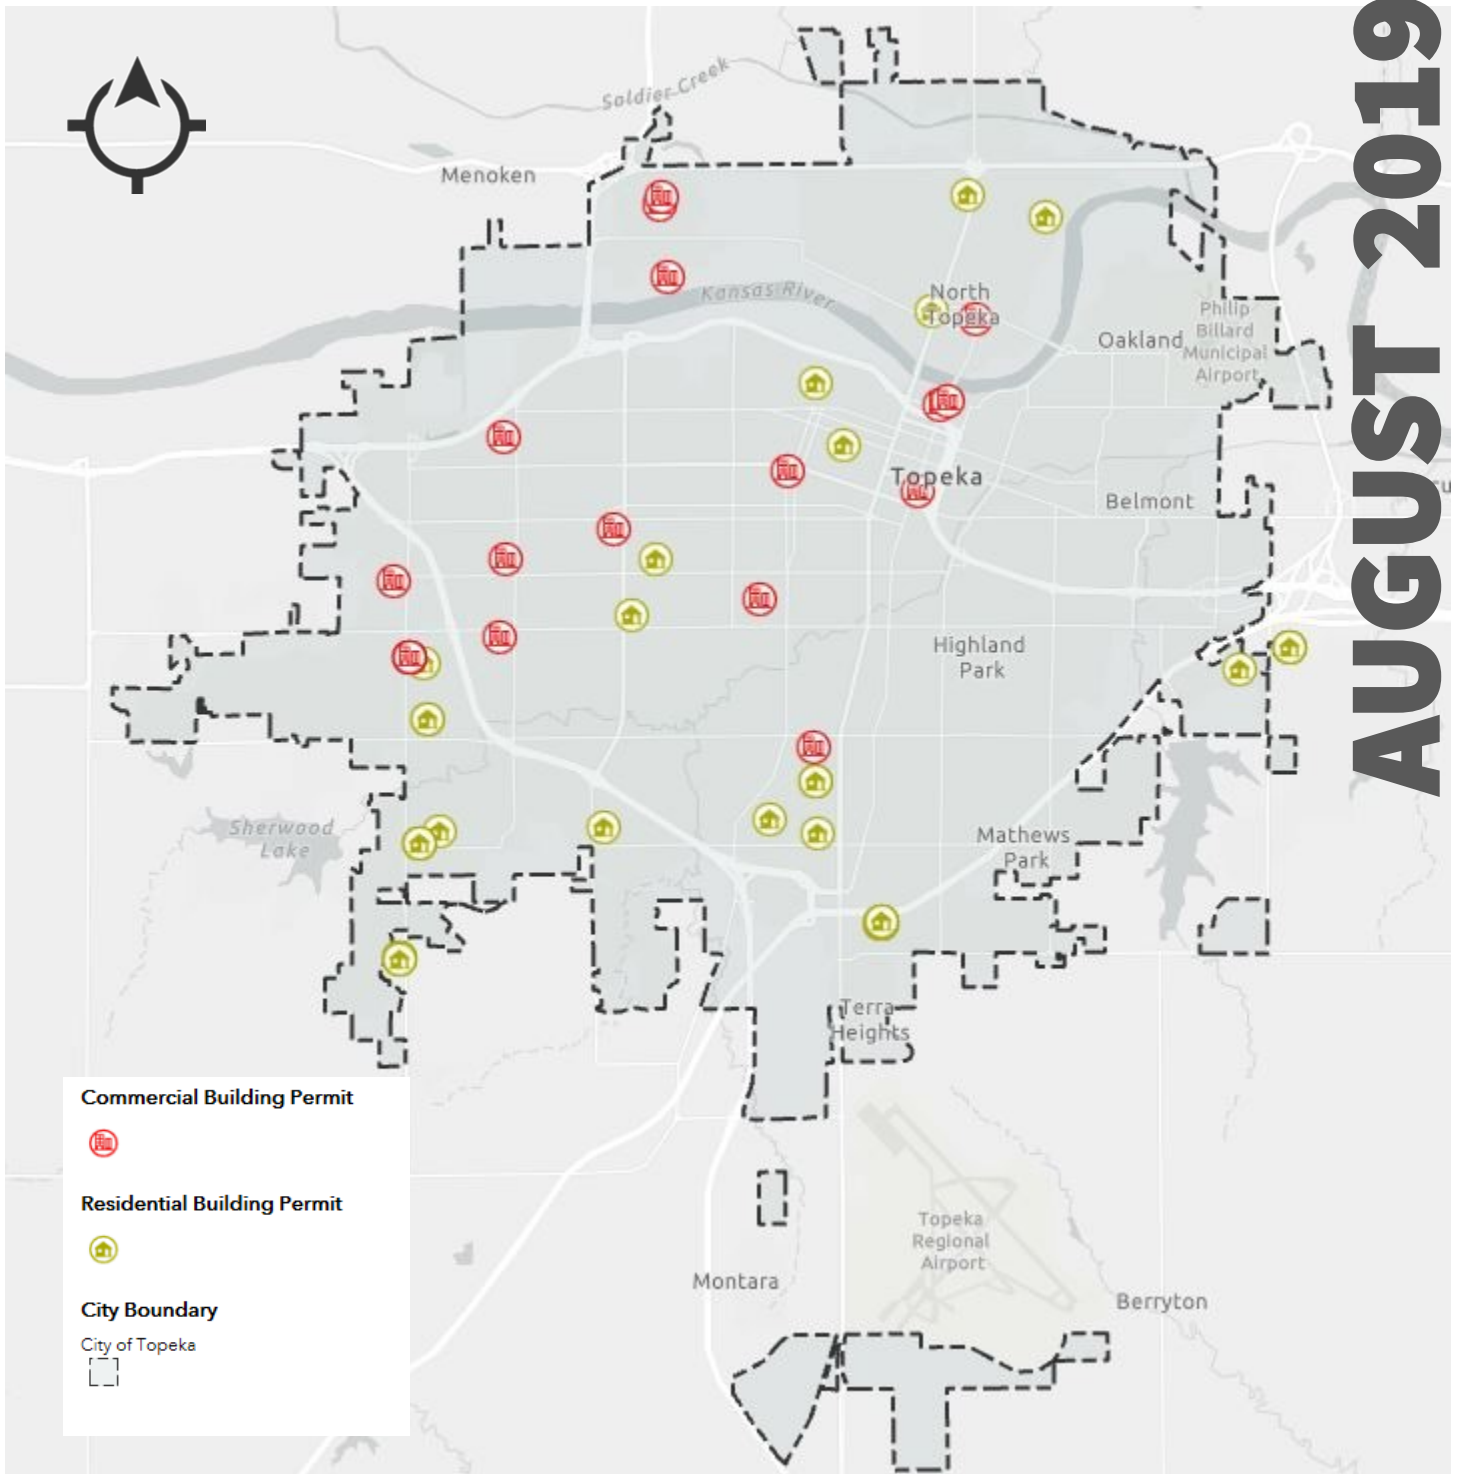 AUGUST 2019
Soldier Creek
Menoken
Kansas River
North
Topeka
Oakland
Philip
Billard
Municipal
Airport
Topeka
Belmont
Highland
Park
Sherwood
Lake
Mathews
Park
Terra
Heights
Commercial Building Permit
Residential Building Permit
City Boundary
City of Topeka
Topeka
Regional
Airport
Montara
Berryton